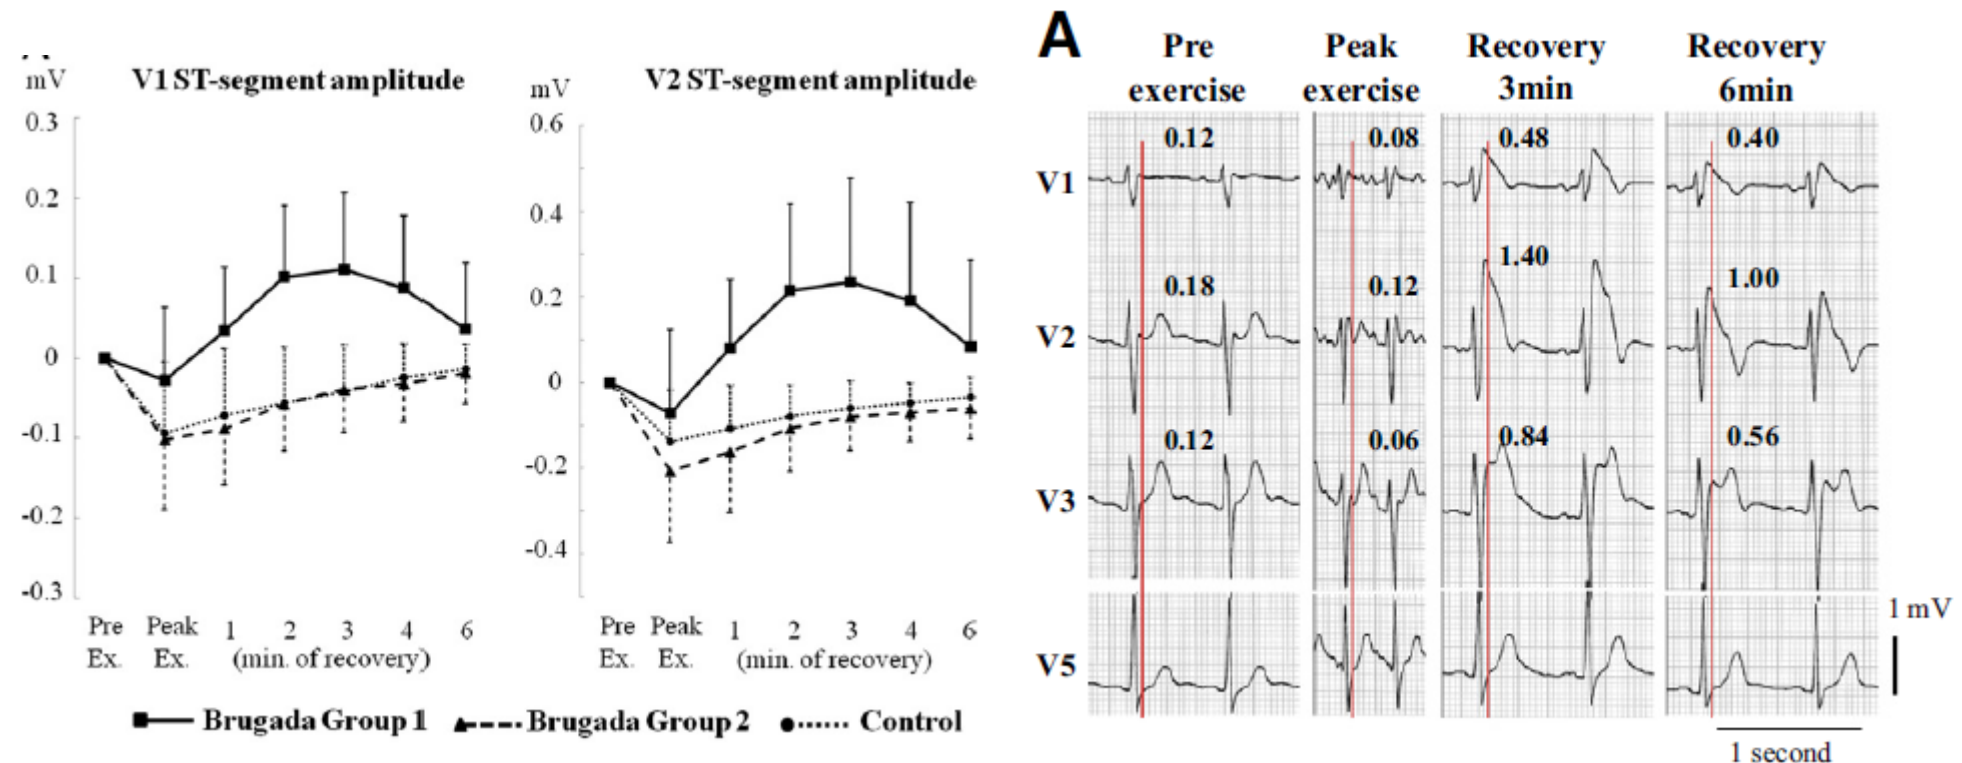 mV
V1 ST-segment amplitude
0.3
0.2
0.1
0
-0.1
-0.2
-0.3
Pre Peak 1 2 3 4 6
Ex. Ex. (min. of recovery)
mV
V2 ST-segment amplitude
0.6
0.4
0.2
0
-0.2
-0.4
Pre Peak 1 2 3 4 6
Ex. Ex. (min. of recovery)
Brugada Group 1 Brugada Group 2 Control
A
Pre Peak Recovery Recovery
exercise exercise 3min 6min
0.12 0.08 0.48 0.40
V1
0.18 0.12 1.40 1.00
V2
0.12 0.06 0.84 0.56
V3
V5
1 mV
1 second